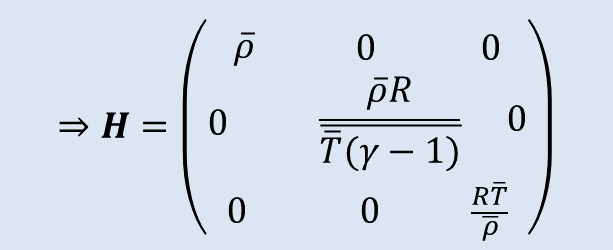 ρ̄ 0 0
⇒ H = ( 0 ρ̄R / T̄(γ − 1) 0 )
0 0 RT̄ / ρ̄